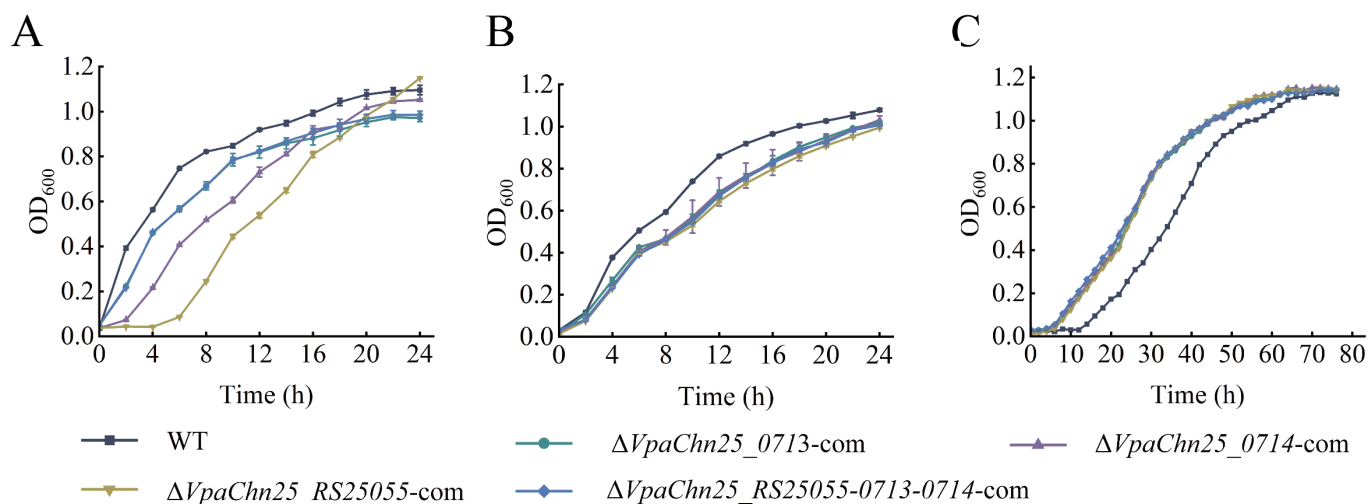 A
B
C
OD600
1.2
1.0
0.8
0.6
0.4
0.2
0.0
0 4 8 12 16 20 24
Time (h)
OD600
1.2
1.0
0.8
0.6
0.4
0.2
0.0
0 4 8 12 16 20 24
Time (h)
OD600
1.2
1.0
0.8
0.6
0.4
0.2
0.0
0 10 20 30 40 50 60 70 80
Time (h)
WT
ΔVpaChn25_0713-com
ΔVpaChn25_0714-com
ΔVpaChn25_RS25055-com
ΔVpaChn25_RS25055-0713-0714-com